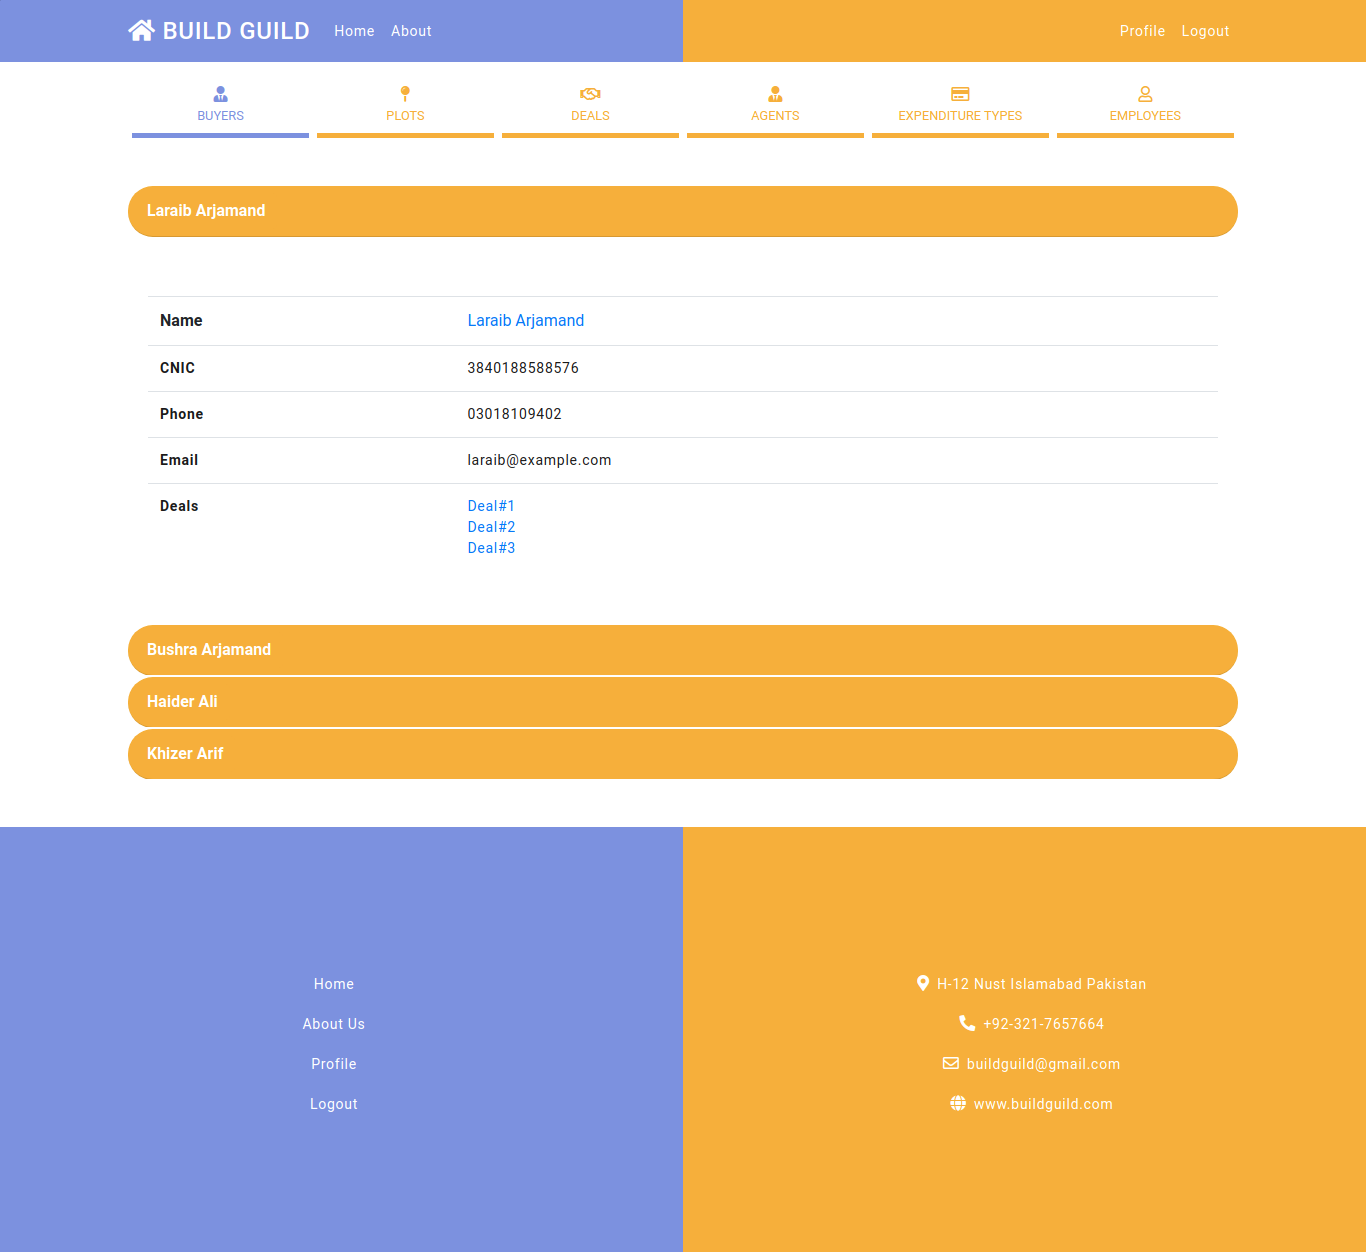 BUILD GUILD Home About Profile Logout
BUYERS PLOTS DEALS AGENTS EXPENDITURE TYPES EMPLOYEES
Laraib Arjamand
Name Laraib Arjamand
CNIC 3840188588576
Phone 03018109402
Email laraib@example.com
Deals Deal#1
Deal#2
Deal#3
Bushra Arjamand
Haider Ali
Khizer Arif
Home
About Us
Profile
Logout
H-12 Nust Islamabad Pakistan
+92-321-7657664
buildguild@gmail.com
www.buildguild.com